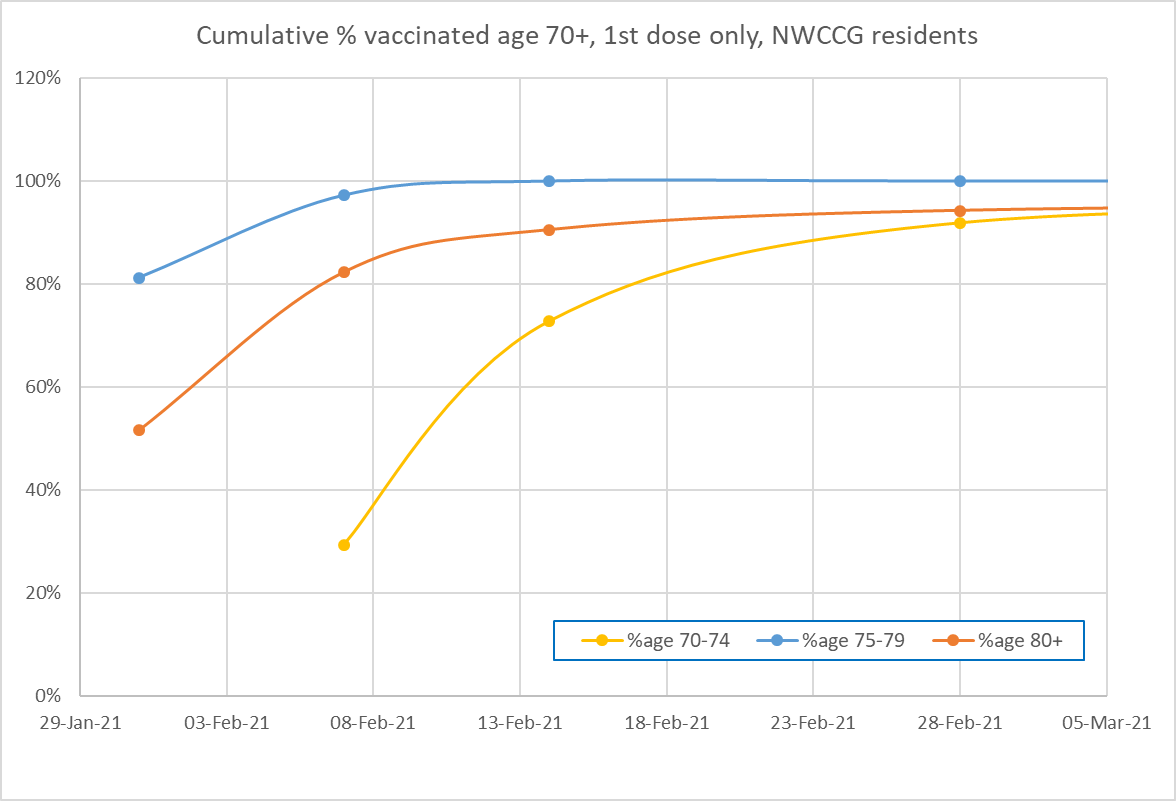 Cumulative % vaccinated age 70+, 1st dose only, NWCCG residents
120%
100%
80%
60%
40%
20%
0%
%age 70-74 %age 75-79 %age 80+
29-Jan-21 03-Feb-21 08-Feb-21 13-Feb-21 18-Feb-21 23-Feb-21 28-Feb-21 05-Mar-21